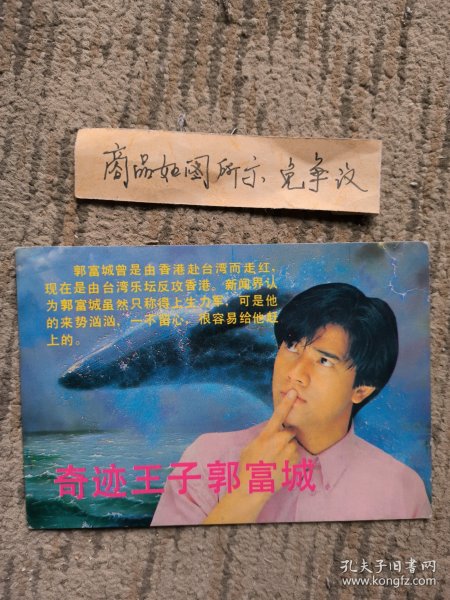 商品如图所示 免争议
郭富城曾是由香港赴台湾而走红，
现在是由台湾乐坛反攻香港。新闻界认
为郭富城虽然只称得上生力军，可是他
的来势汹汹，一不留心，很容易给他赶
上的。
奇迹王子郭富城
孔夫子旧书网
www.kongfz.com